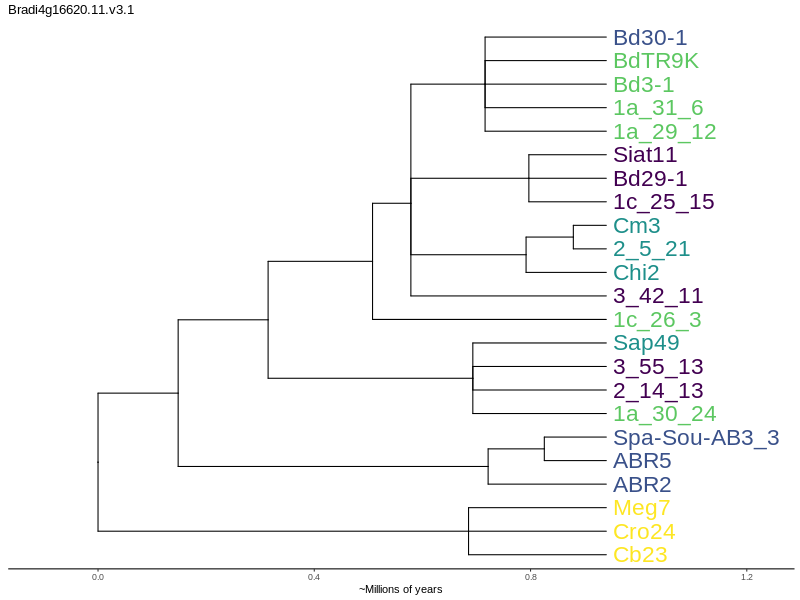 Bradi4g16620.11.v3.1
Bd30-1
BdTR9K
Bd3-1
1a_31_6
1a_29_12
Siat11
Bd29-1
1c_25_15
Cm3
2_5_21
Chi2
3_42_11
1c_26_3
Sap49
3_55_13
2_14_13
1a_30_24
Spa-Sou-AB3_3
ABR5
ABR2
Meg7
Cro24
Cb23
0.0 0.4 0.8 1.2
~Millions of years